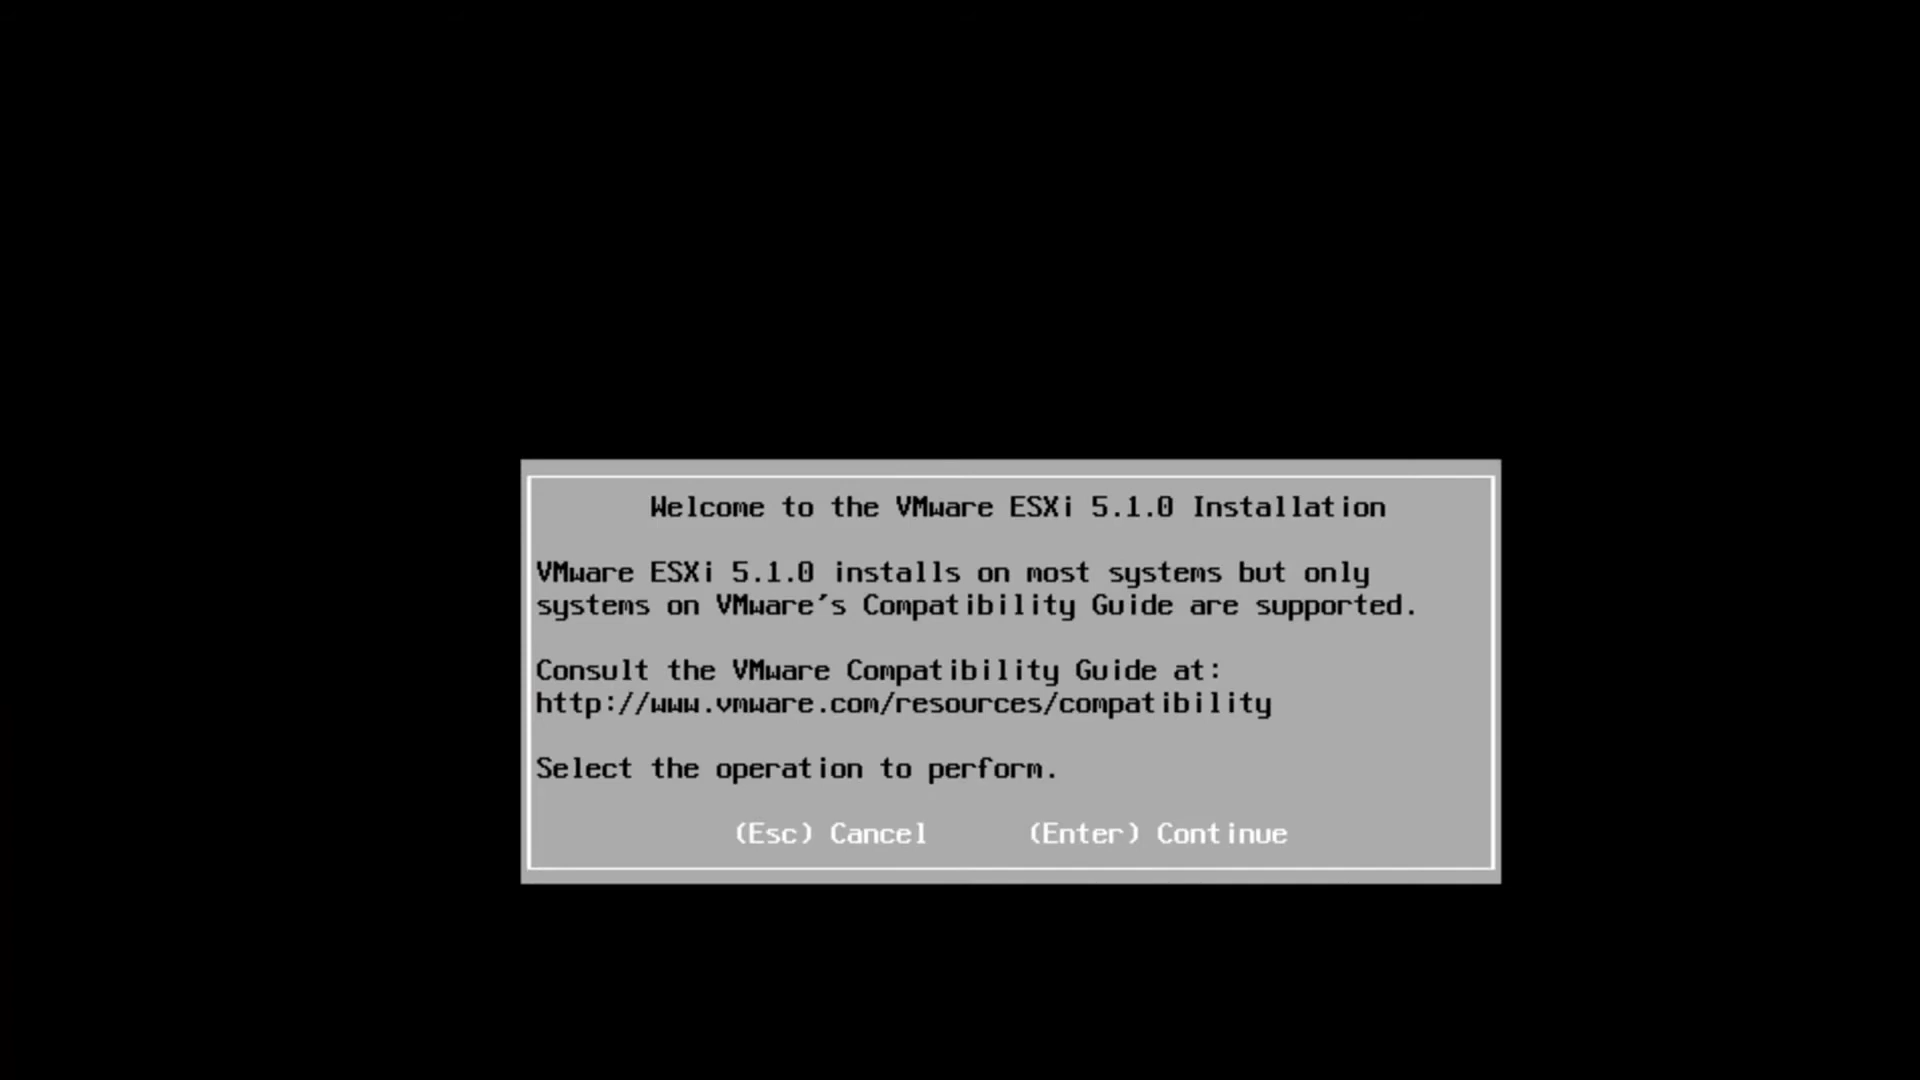 Welcome to the VMware ESXi 5.1.0 Installation
VMware ESXi 5.1.0 installs on most systems but only
systems on VMware's Compatibility Guide are supported.
Consult the VMware Compatibility Guide at:
http://www.vmware.com/resources/compatibility
Select the operation to perform.
(Esc) Cancel (Enter) Continue